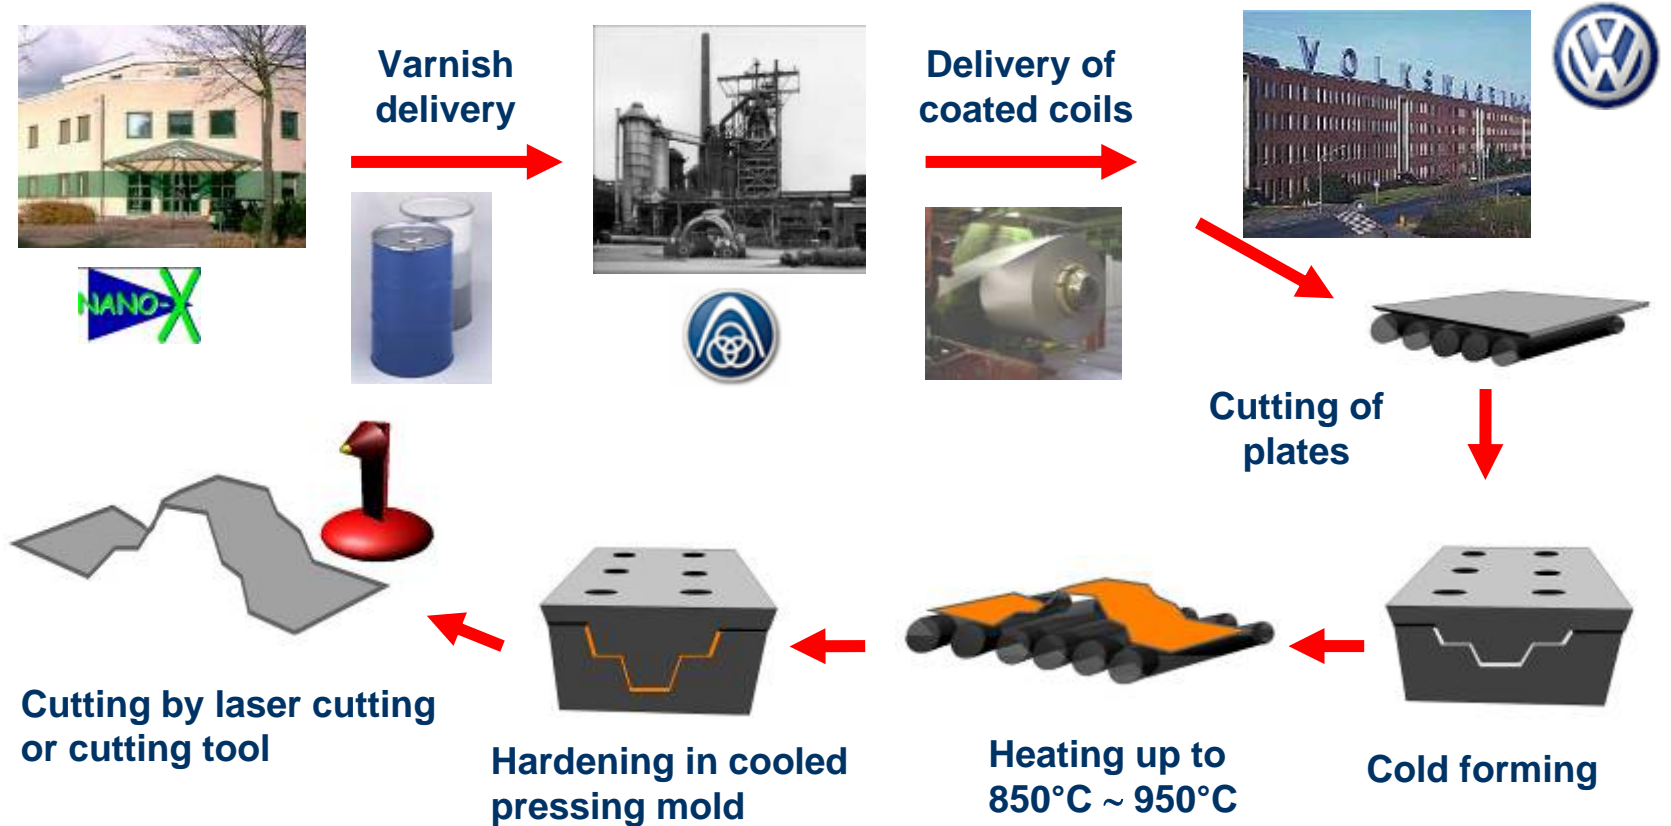 Varnish
delivery
Delivery of
coated coils
VOLKSWAGEN
NANO-X
Cutting of
plates
Cutting by laser cutting
or cutting tool
Hardening in cooled
pressing mold
Heating up to
850°C ~ 950°C
Cold forming